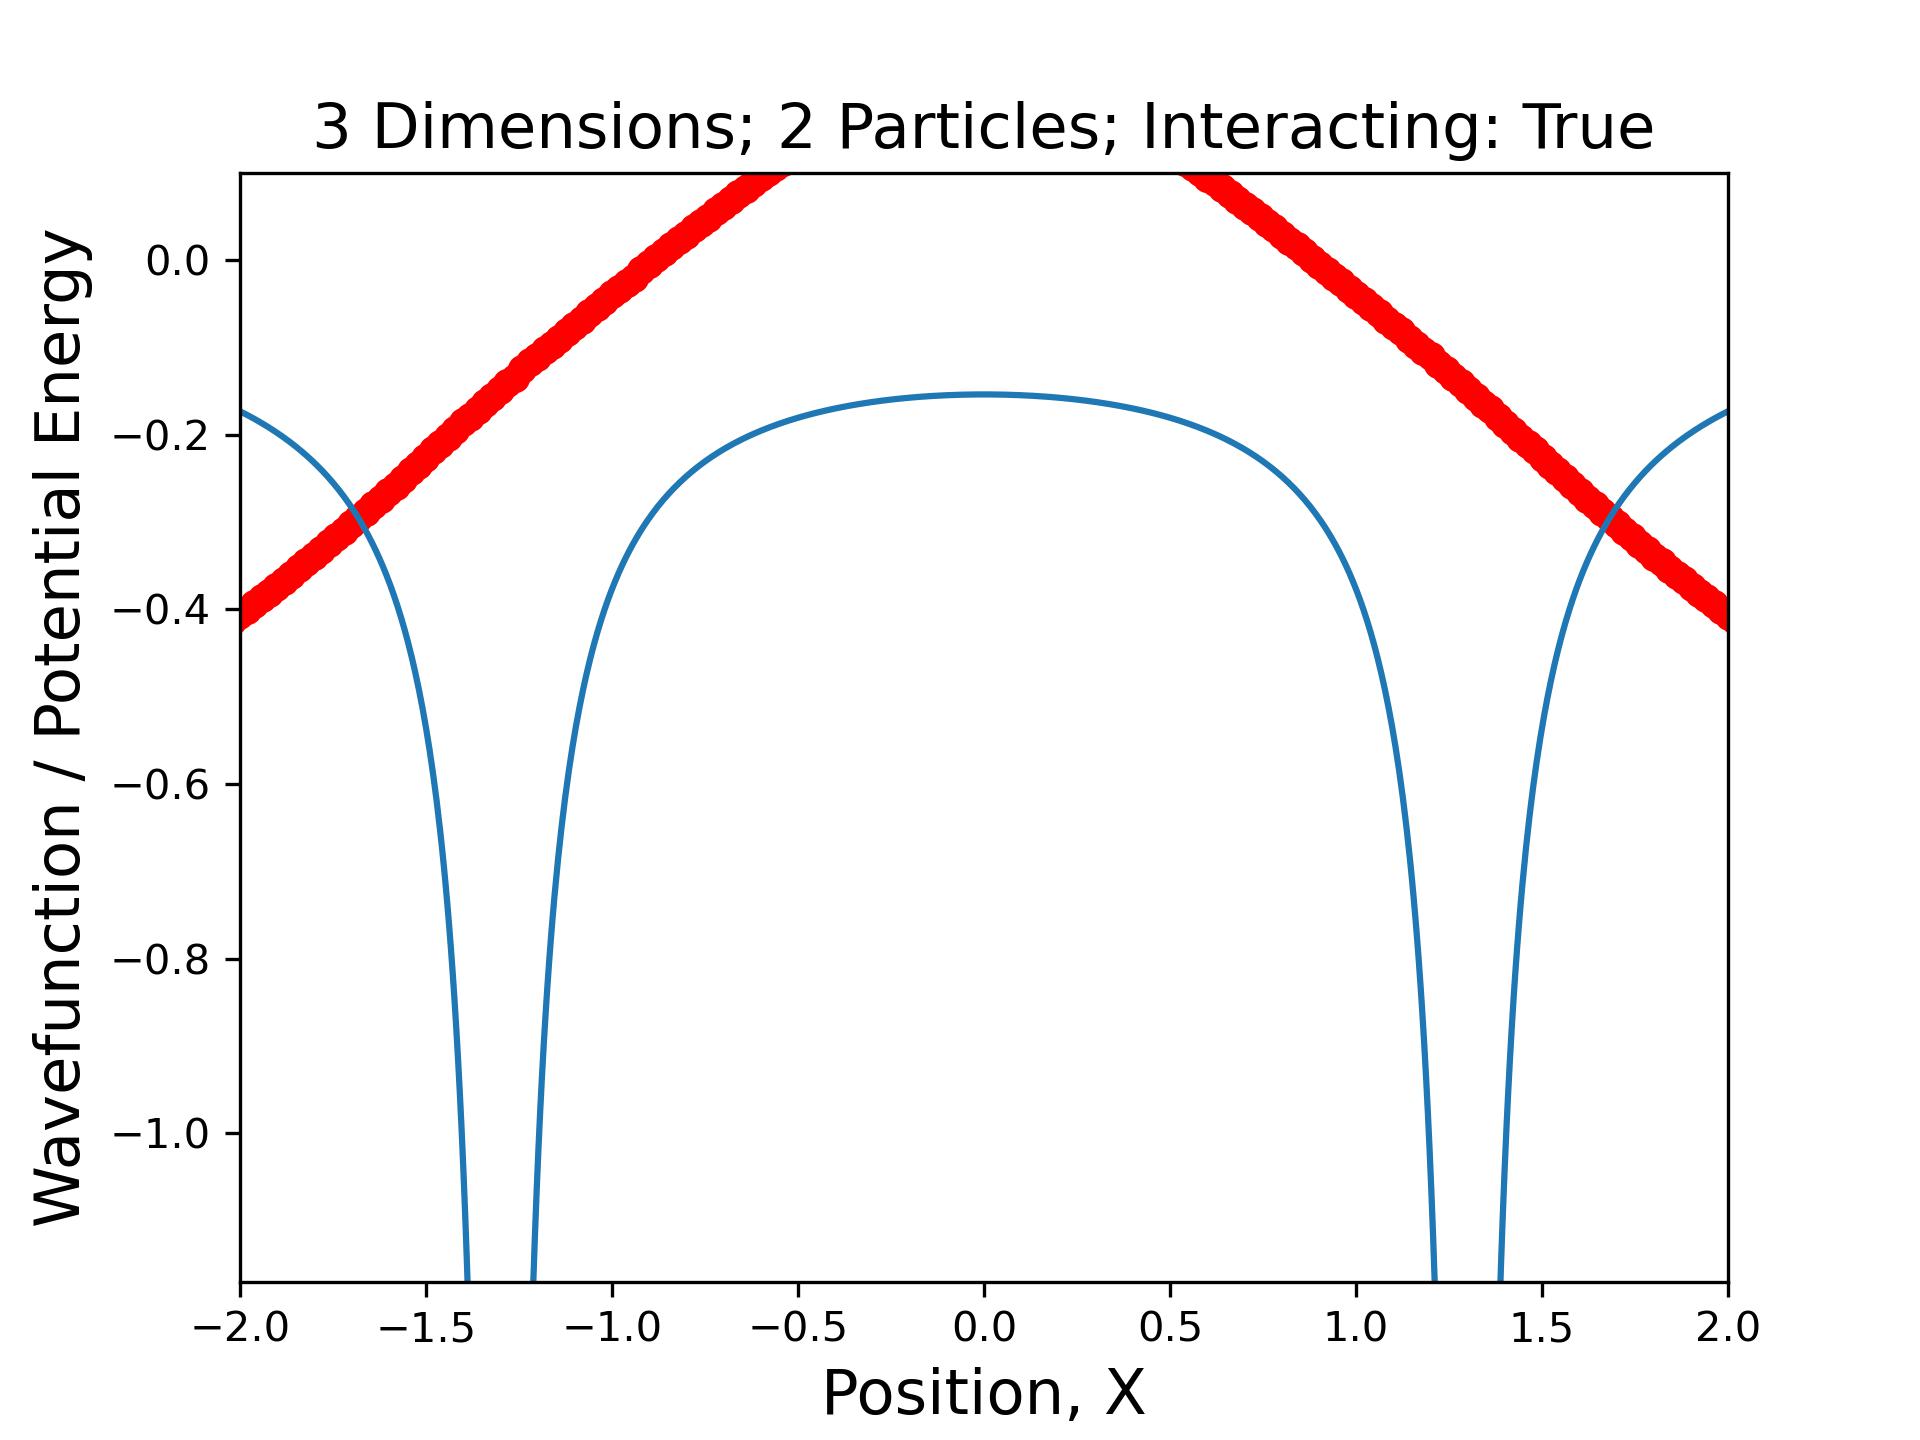 3 Dimensions; 2 Particles; Interacting: True
Wavefunction / Potential Energy
0.0
−0.2
−0.4
−0.6
−0.8
−1.0
−2.0 −1.5 −1.0 −0.5 0.0 0.5 1.0 1.5 2.0
Position, X